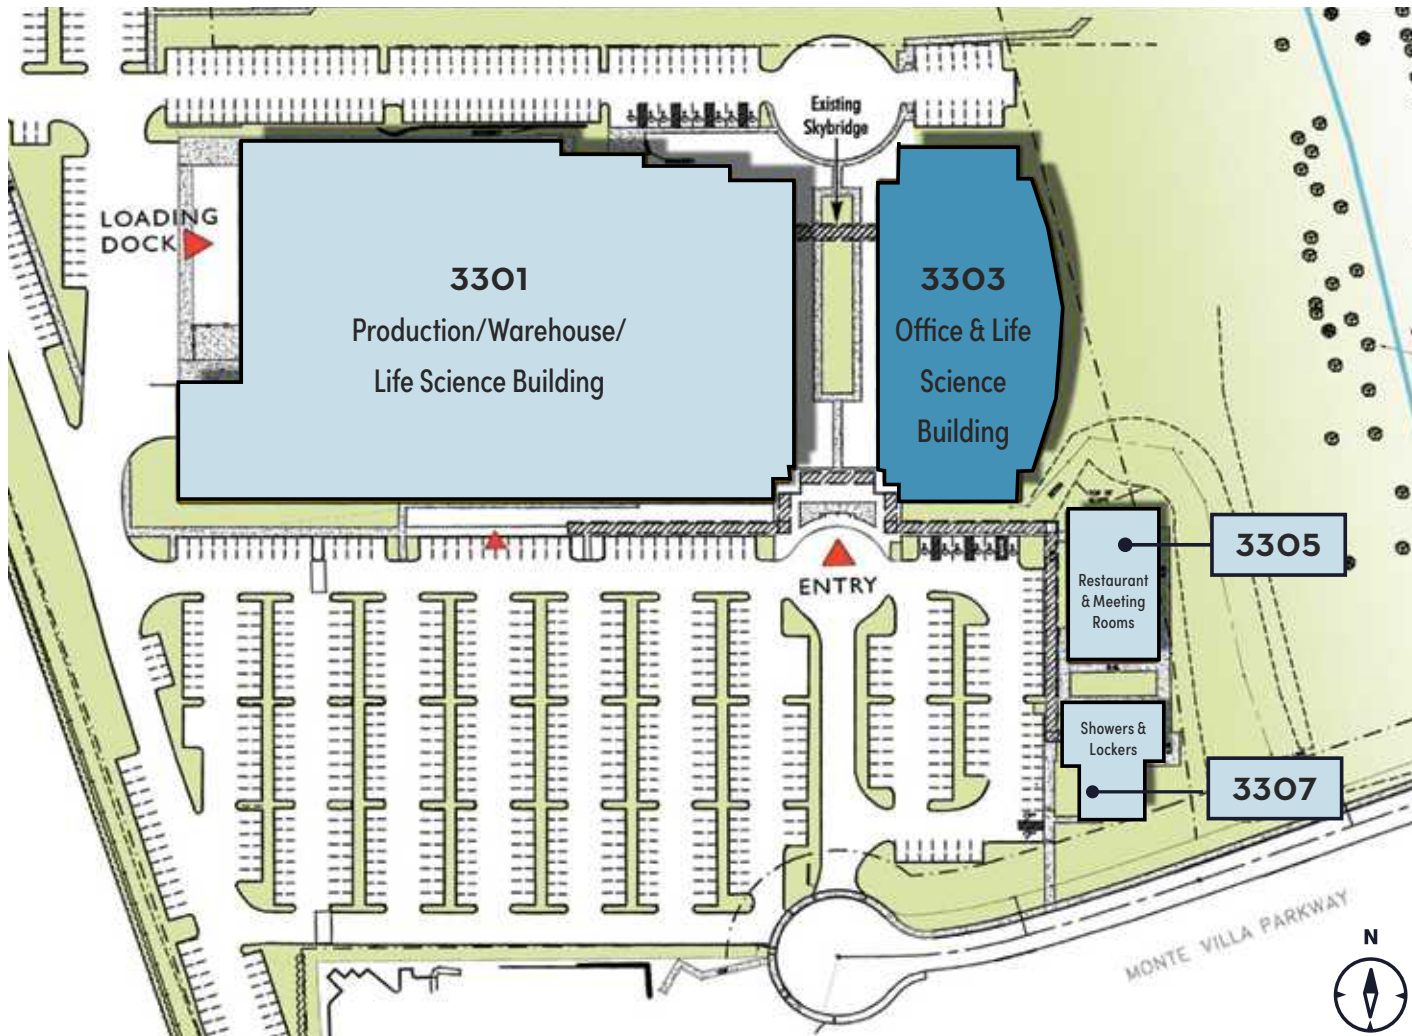 Existing
Skybridge
LOADING
DOCK
3301
Production/Warehouse/
Life Science Building
3303
Office & Life
Science
Building
ENTRY
3305
Restaurant
& Meeting
Rooms
Showers &
Lockers
3307
MONTE VILLA PARKWAY
N